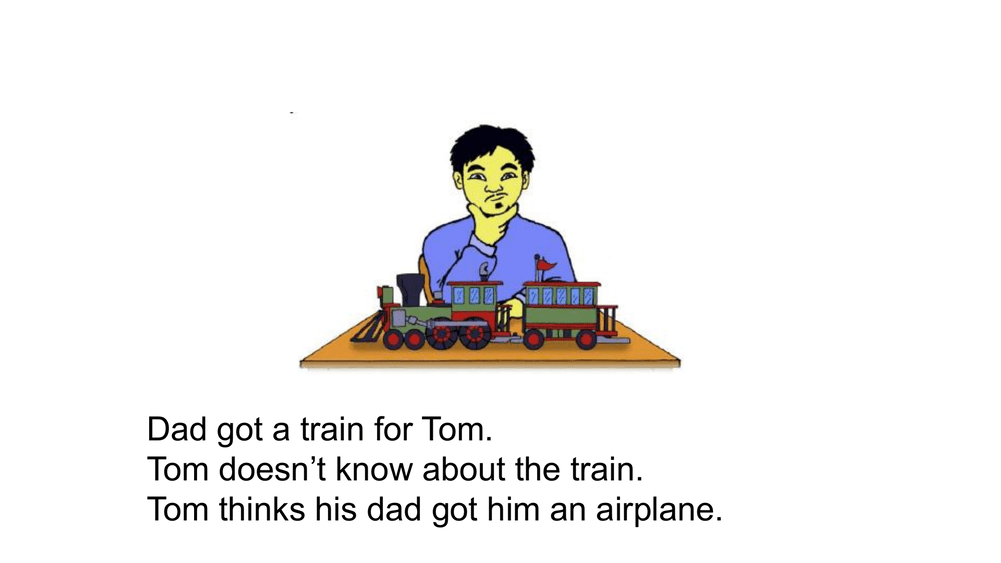 Dad got a train for Tom.
Tom doesn’t know about the train.
Tom thinks his dad got him an airplane.